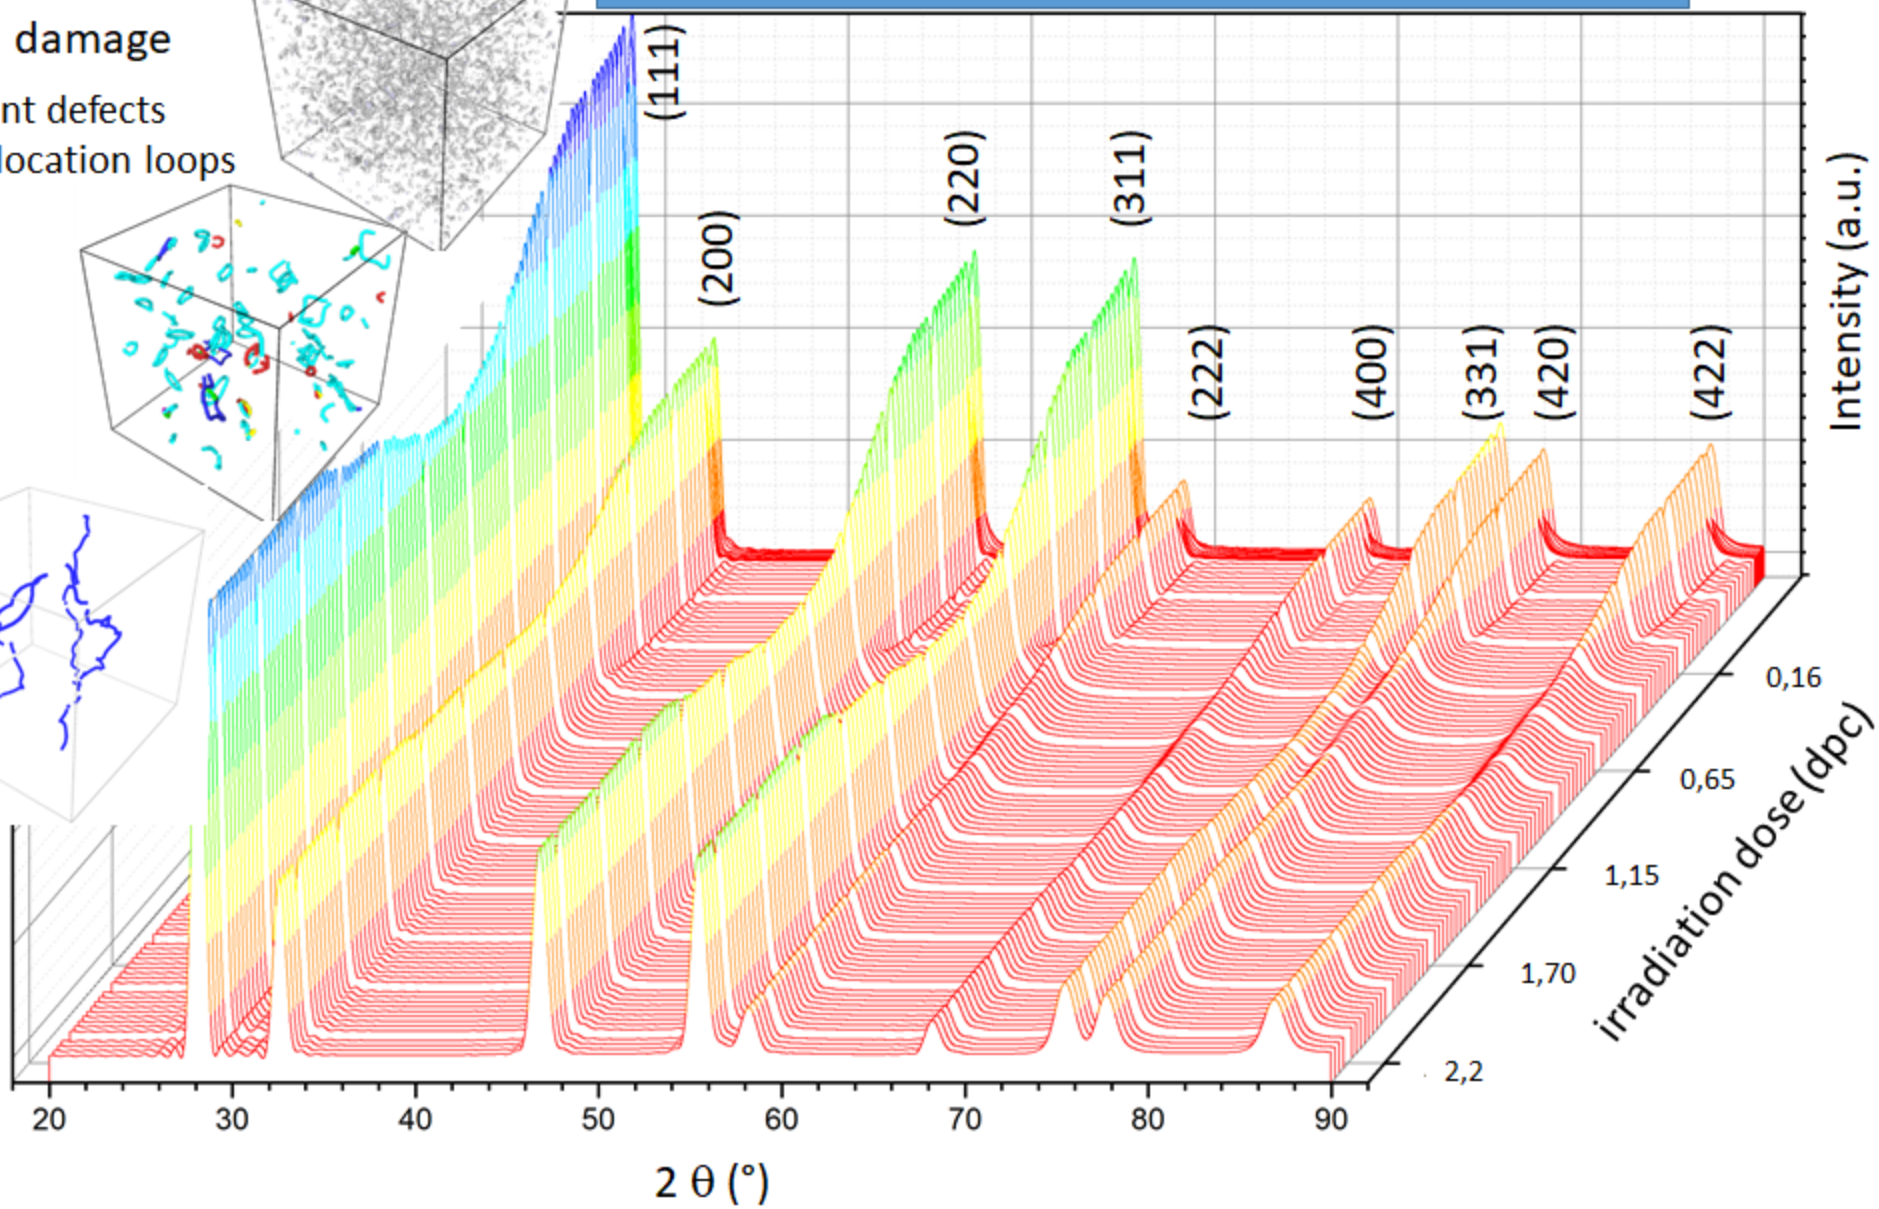 damage
nt defects
location loops
(111)
(200)
(220)
(311)
(222)
(400)
(331)
(420)
(422)
Intensity (a.u.)
0,16
0,65
1,15
1,70
2,2
irradiation dose (dpc)
20 30 40 50 60 70 80 90
2 θ (°)